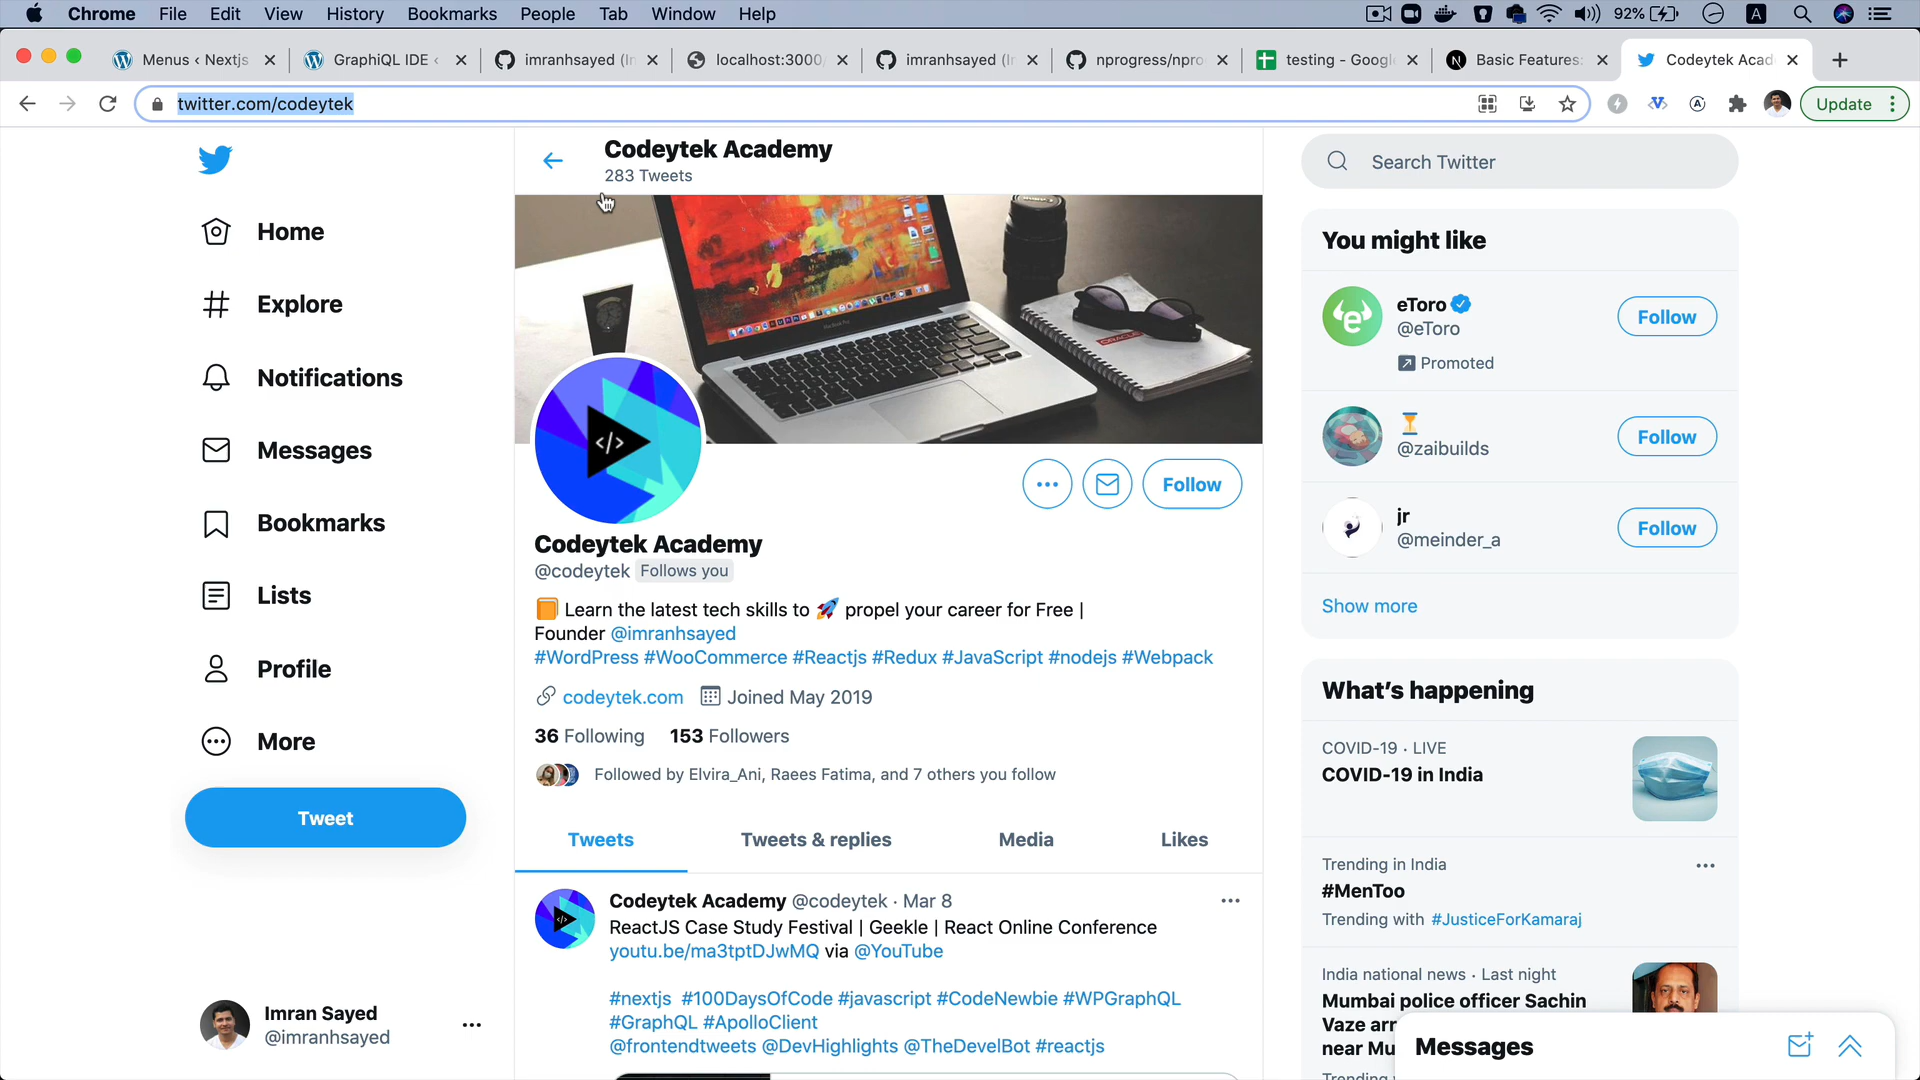 Chrome File Edit View History Bookmarks People Tab Window Help 92% A
Menus ‹ Nextjs
GraphiQL IDE ‹
imranhsayed (In
localhost:3000/
imranhsayed (In
nprogress/npro
testing - Google
Basic Features:
Codeytek Acad
twitter.com/codeytek
Update
Codeytek Academy
283 Tweets
Home
Explore
Notifications
Messages
Bookmarks
Lists
Profile
More
Tweet
Imran Sayed
@imranhsayed
</>
Follow
Codeytek Academy
@codeytek Follows you
Learn the latest tech skills to 🚀 propel your career for Free |
Founder @imranhsayed
#WordPress #WooCommerce #Reactjs #Redux #JavaScript #nodejs #Webpack
codeytek.com Joined May 2019
36 Following 153 Followers
Followed by Elvira_Ani, Raees Fatima, and 7 others you follow
Tweets Tweets & replies Media Likes
Codeytek Academy @codeytek · Mar 8
ReactJS Case Study Festival | Geekle | React Online Conference
youtu.be/ma3tptDJwMQ via @YouTube
#nextjs #100DaysOfCode #javascript #CodeNewbie #WPGraphQL
#GraphQL #ApolloClient
@frontendtweets @DevHighlights @TheDevelBot #reactjs
Search Twitter
You might like
eToro
@eToro
Promoted
Follow
⏳
@zaibuilds
Follow
jr
@meinder_a
Follow
Show more
What's happening
COVID-19 · LIVE
COVID-19 in India
Trending in India
#MenToo
Trending with #JusticeForKamaraj
India national news · Last night
Mumbai police officer Sachin
Vaze arr
near Mu
Messages